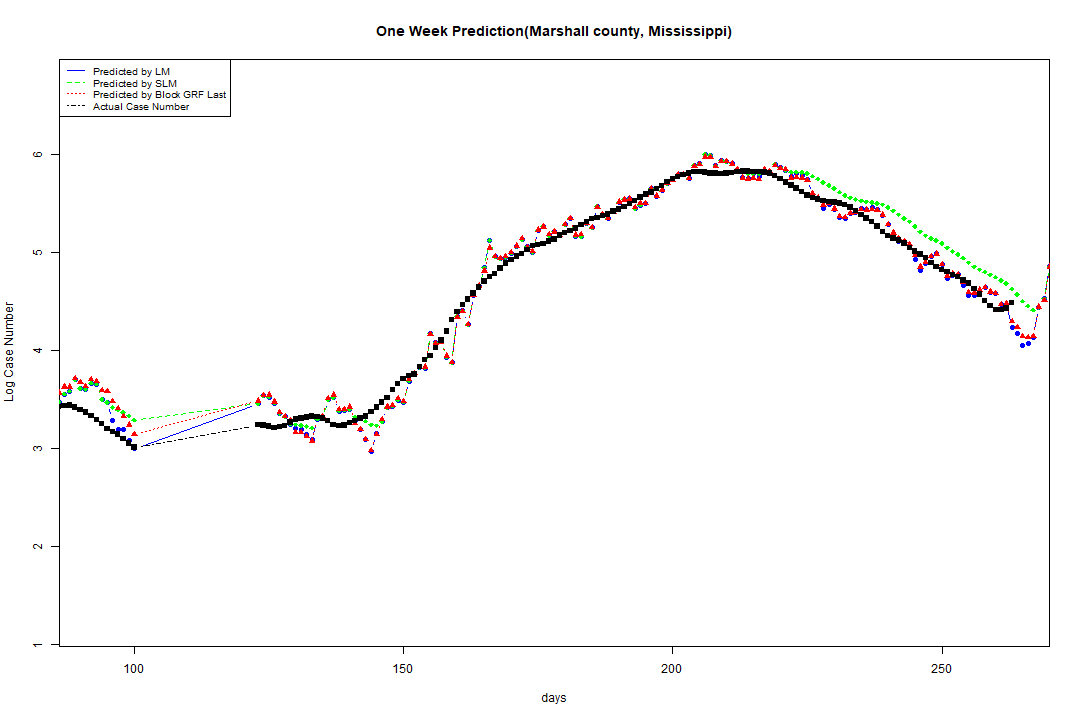 One Week Prediction(Marshall county, Mississippi)
Predicted by LM
Predicted by SLM
Predicted by Block GRF Last
Actual Case Number
Log Case Number
6
5
4
3
2
1
100 150 200 250
days